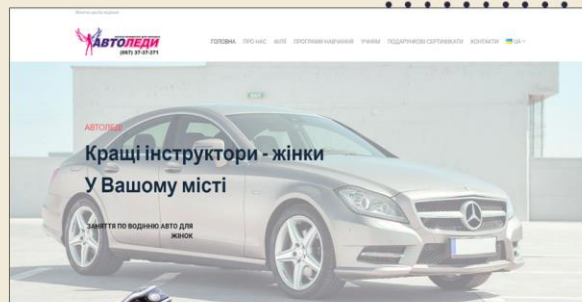 АВТОЛЕДИ
(057) 37-37-371
ГОЛОВНА ПРО НАС ФІЛІЇ ПРОГРАМИ НАВЧАННЯ УЧНЯМ ПОДАРУНКОВІ СЕРТИФІКАТИ КОНТАКТИ UA
АВТОЛЕДІ
Кращі інструктори - жінки
У Вашому місті
ЗАНЯТТЯ ПО ВОДІННЮ АВТО ДЛЯ
ЖІНОК